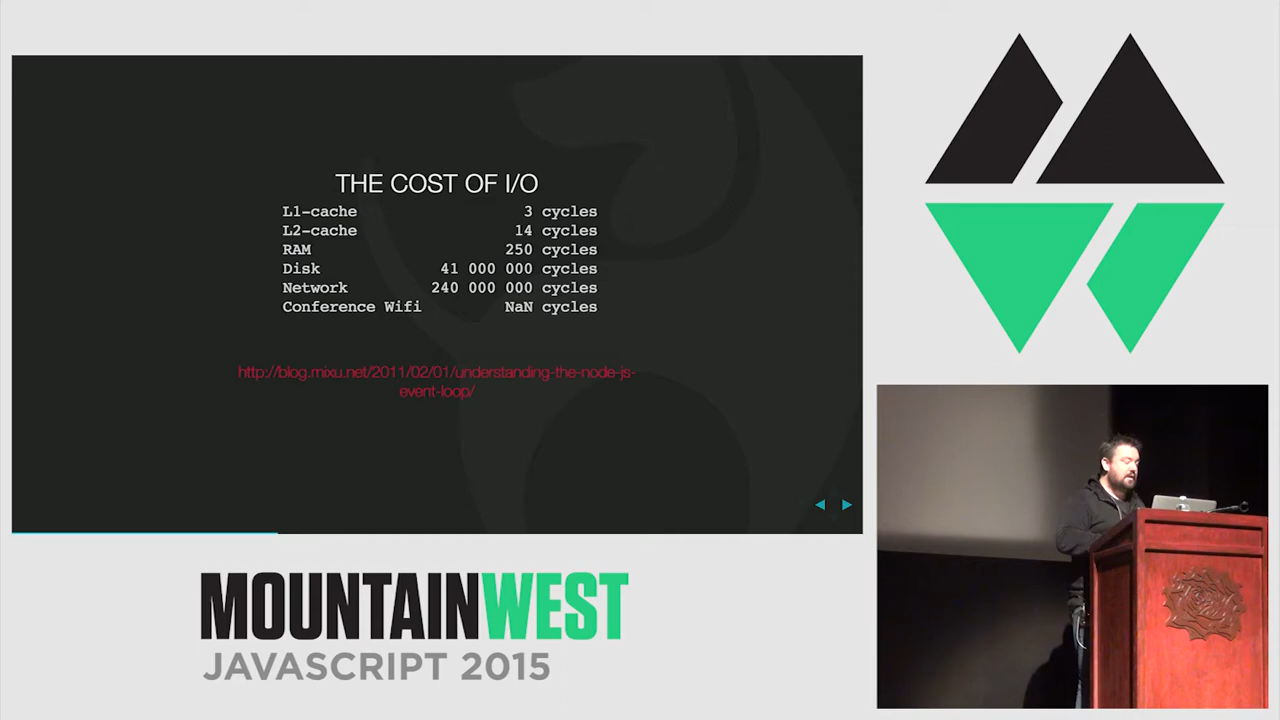 THE COST OF I/O
L1-cache 3 cycles
L2-cache 14 cycles
RAM 250 cycles
Disk 41 000 000 cycles
Network 240 000 000 cycles
Conference Wifi NaN cycles
http://blog.mixu.net/2011/02/01/understanding-the-node-js-
event-loop/
MOUNTAINWEST
JAVASCRIPT 2015